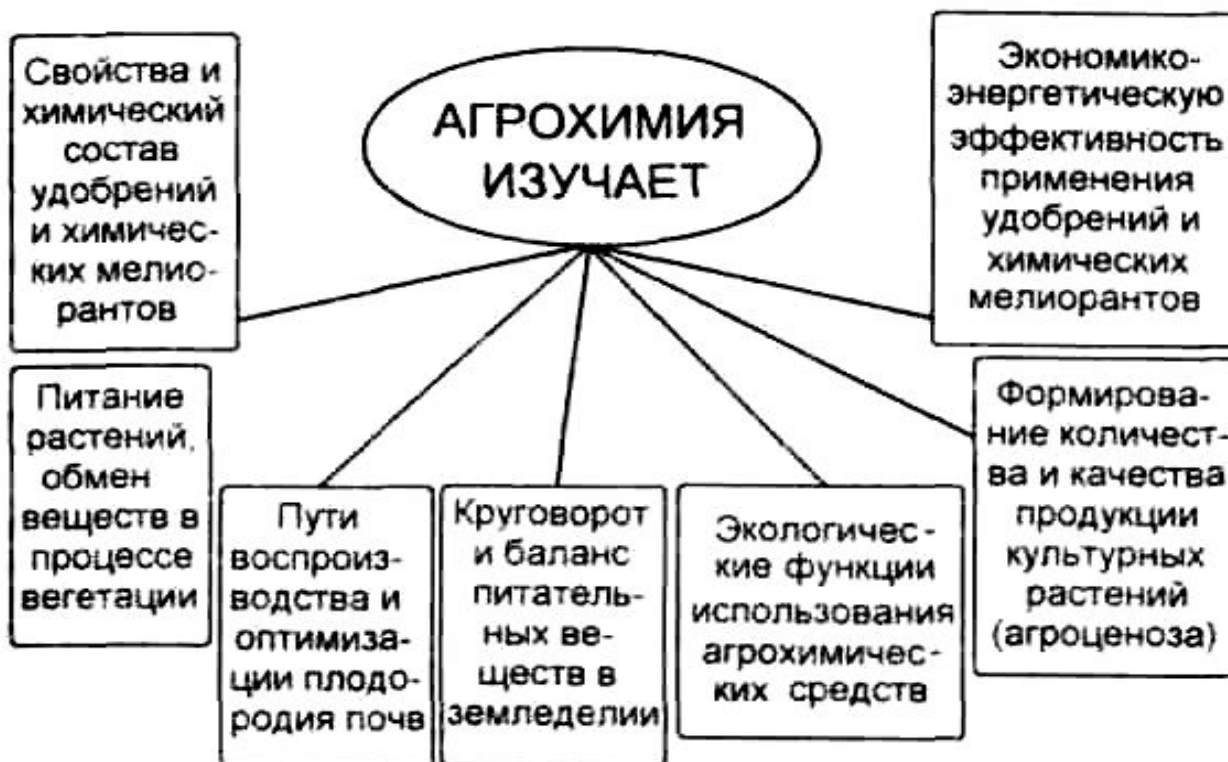 АГРОХИМИЯ
ИЗУЧАЕТ
Свойства и
химический
состав
удобрений
и химичес-
ких мелио-
рантов
Питание
растений,
обмен
веществ в
процессе
вегетации
Пути
воспроиз-
водства и
оптимиза-
ции плодо-
родия почв
Круговорот
и баланс
питатель-
ных ве-
ществ в
земледелии
Экологичес-
кие функции
использования
агрохимичес-
ких средств
Формирова-
ние количест-
ва и качества
продукции
культурных
растений
(агроценоза)
Экономико-
энергетическую
эффективность
применения
удобрений и
химических
мелиорантов